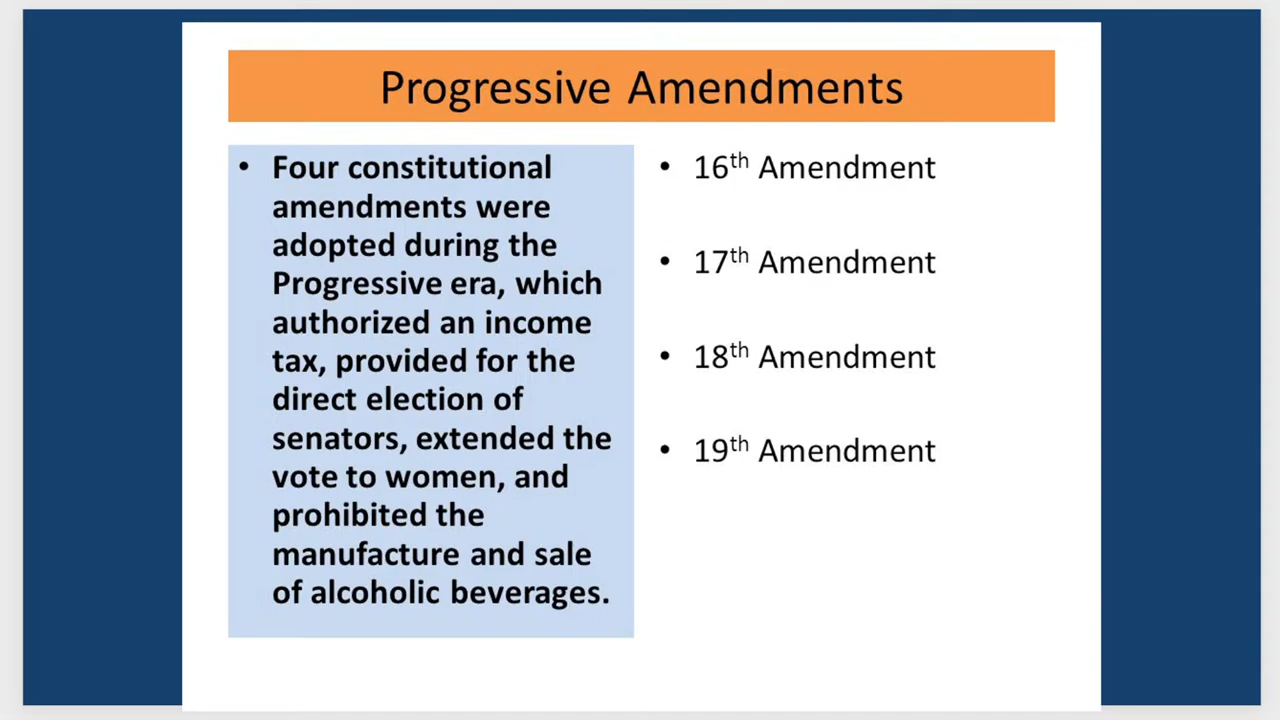 Progressive Amendments
• Four constitutional
amendments were
adopted during the
Progressive era, which
authorized an income
tax, provided for the
direct election of
senators, extended the
vote to women, and
prohibited the
manufacture and sale
of alcoholic beverages.
• 16th Amendment
• 17th Amendment
• 18th Amendment
• 19th Amendment